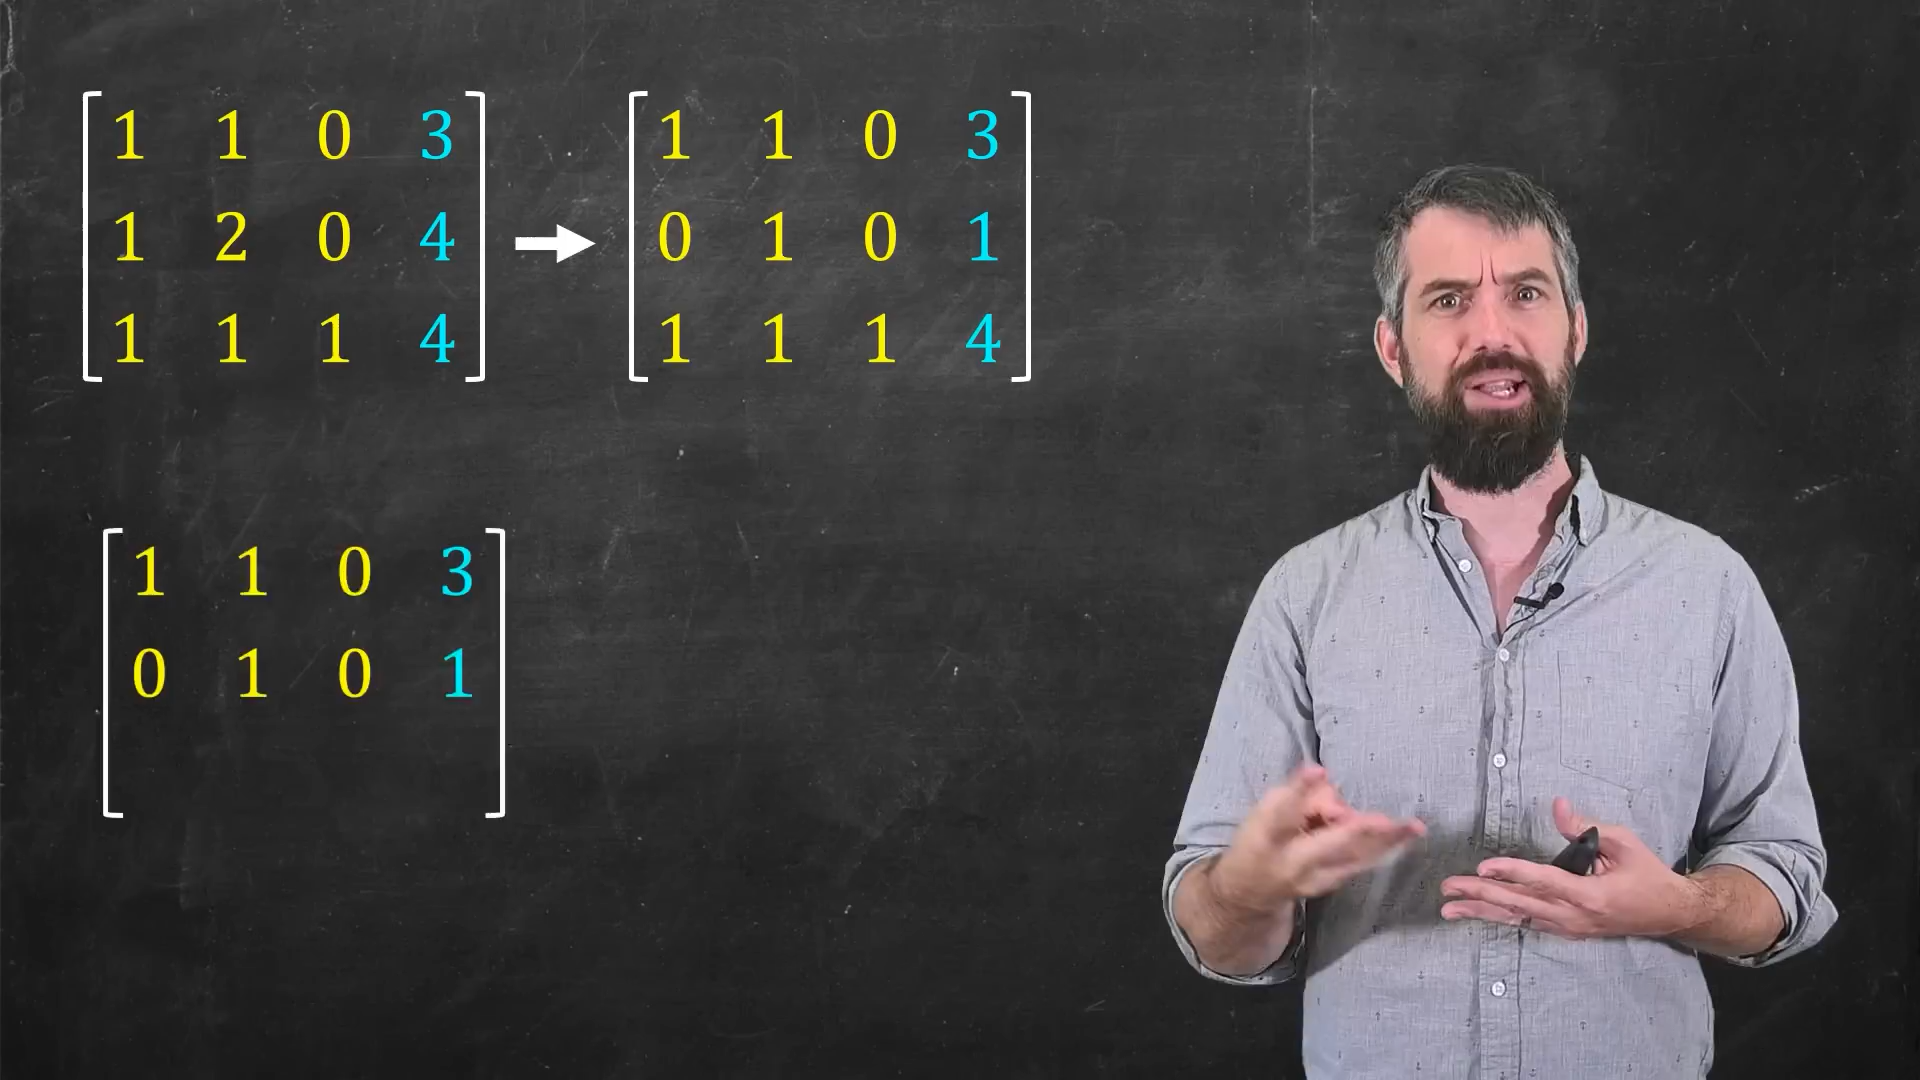 1 1 0 3 → 1 1 0 3
1 2 0 4 0 1 0 1
1 1 1 4 1 1 1 4
1 1 0 3
0 1 0 1